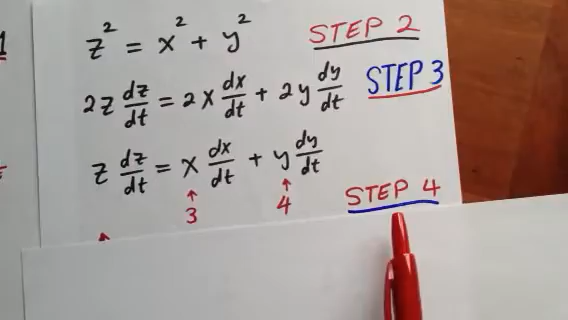 1
z² = x² + y² STEP 2
2z dz/dt = 2x dx/dt + 2y dy/dt STEP 3
z dz/dt = x dx/dt + y dy/dt
↑ ↑
3 4
STEP 4